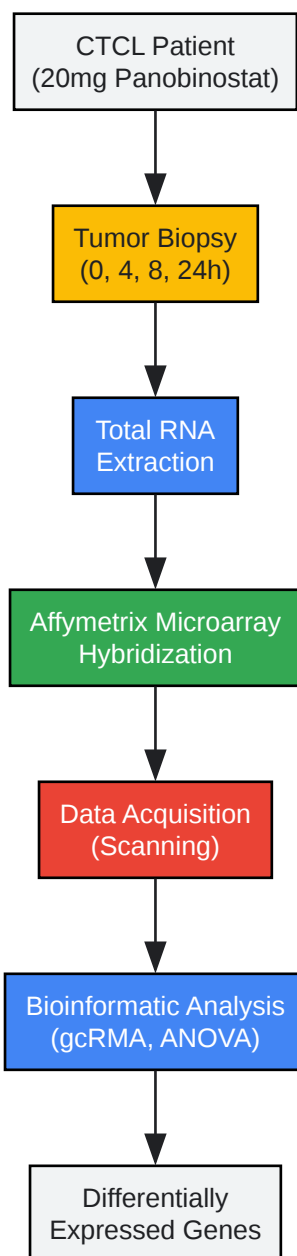 CTCL Patient
(20mg Panobinostat)
Tumor Biopsy
(0, 4, 8, 24h)
Total RNA
Extraction
Affymetrix Microarray
Hybridization
Data Acquisition
(Scanning)
Bioinformatic Analysis
(gcRMA, ANOVA)
Differentially
Expressed Genes